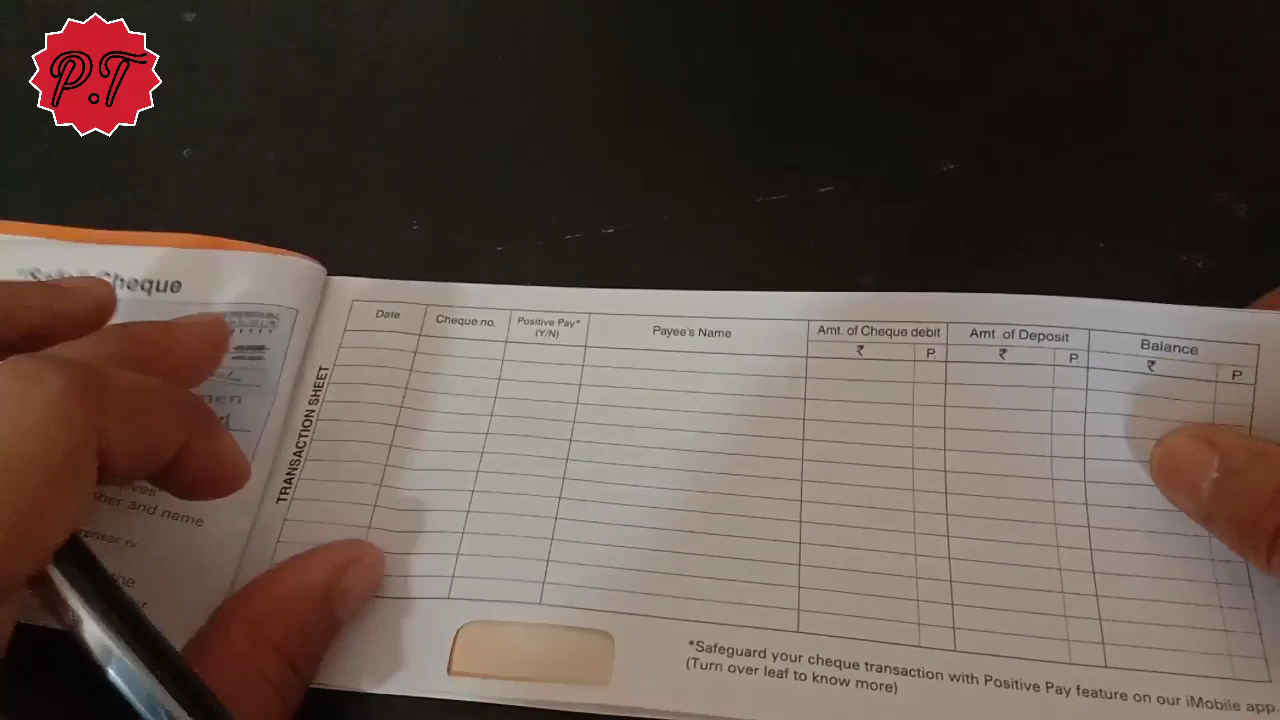 P.T
Cheque
number and name
the
TRANSACTION SHEET
Date Cheque no. Positive Pay* (Y/N) Payee's Name Amt. of Cheque debit Amt. of Deposit Balance
₹ P. ₹ P. ₹ P
*Safeguard your cheque transaction with Positive Pay feature on our iMobile app
(Turn over leaf to know more)